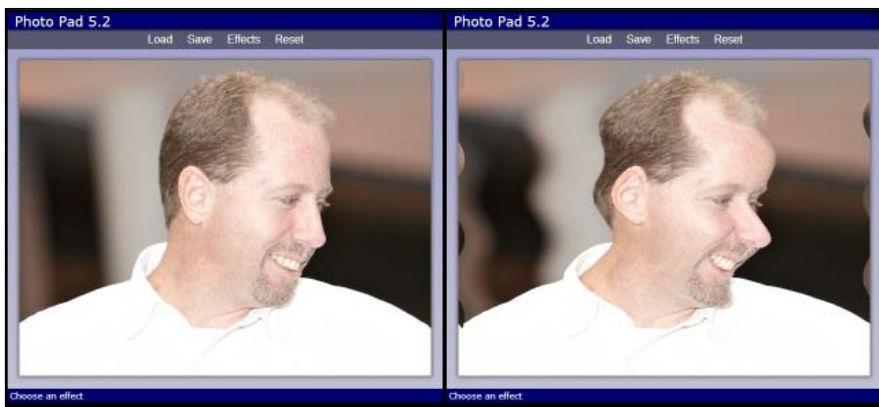 Photo Pad 5.2
Load Save Effects Reset
Choose an effect
Photo Pad 5.2
Load Save Effects Reset
Choose an effect